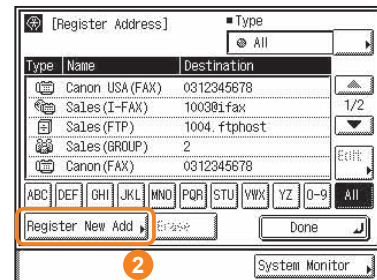 [Register Address]
Type
All
Type Name Destination
Canon USA(FAX) 0312345678
Sales(I-FAX) 1003@ifax
Sales(FTP) 1004. ftphost
Sales(GROUP) 2
Canon(FAX) 0312345678
1/2
Edit
ABC DEF GHI JKL MNO PQR STU VWX YZ 0-9 All
Register New Add Erase Done
2
System Monitor